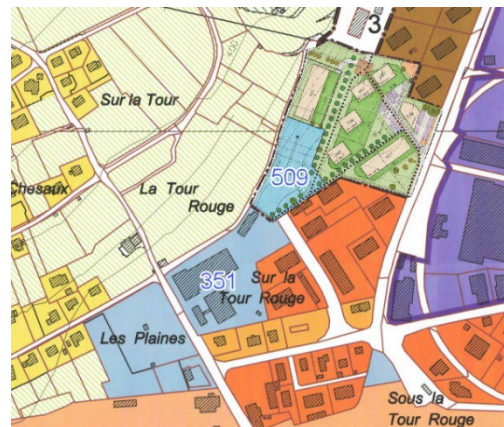 3
Sur la Tour
Chesaux
La Tour
Rouge
509
351
Sur la
Tour Rouge
Les Plaines
Sous la
Tour Rouge